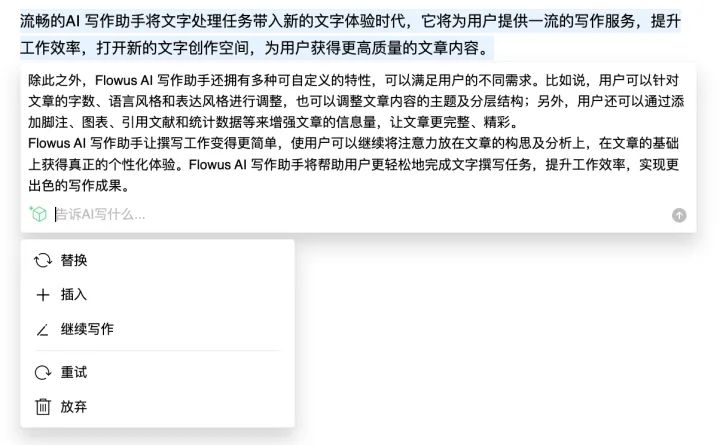 流畅的AI 写作助手将文字处理任务带入新的文字体验时代，它将为用户提供一流的写作服务，提升
工作效率，打开新的文字创作空间，为用户获得更高质量的文章内容。
除此之外，Flowus AI 写作助手还拥有多种可自定义的特性，可以满足用户的不同需求。比如说，用户可以针对
文章的字数、语言风格和表达风格进行调整，也可以调整文章内容的主题及分层结构；另外，用户还可以通过添
加脚注、图表、引用文献和统计数据等来增强文章的信息量，让文章更完整、精彩。
Flowus AI 写作助手让撰写工作变得更简单，使用户可以继续将注意力放在文章的构思及分析上，在文章的基础
上获得真正的个性化体验。Flowus AI 写作助手将帮助用户更轻松地完成文字撰写任务，提升工作效率，实现更
出色的写作成果。
告诉AI写什么...
替换
插入
继续写作
重试
放弃